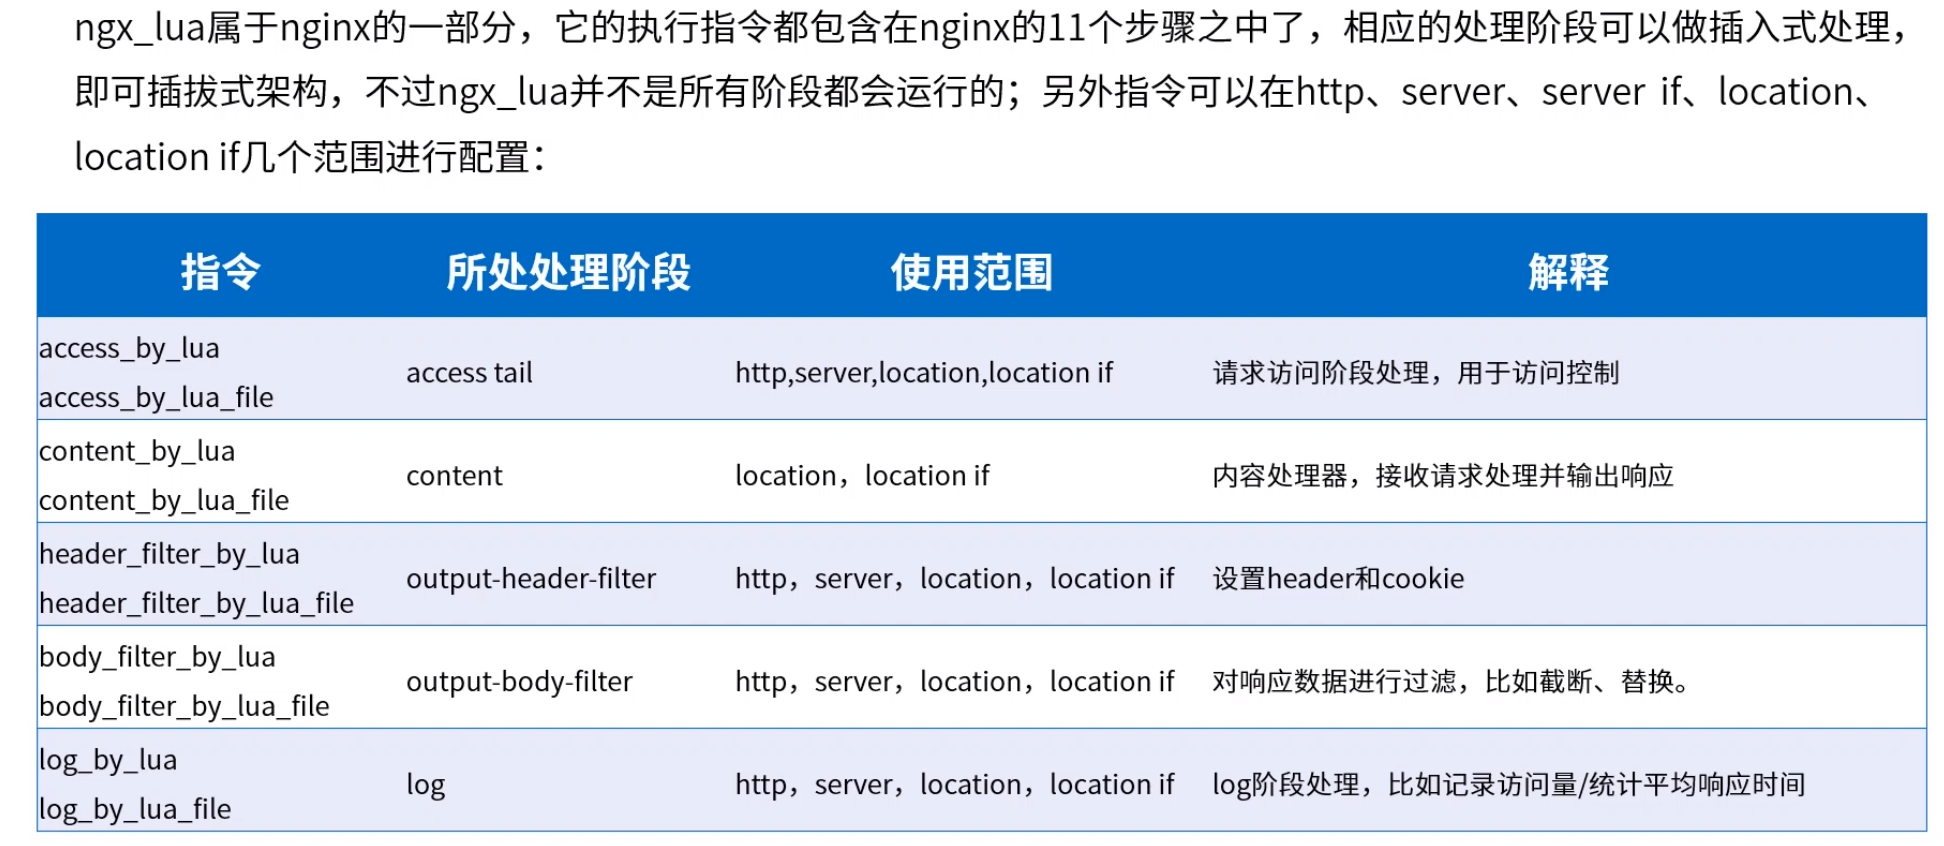 ngx_lua属于nginx的一部分，它的执行指令都包含在nginx的11个步骤之中了，相应的处理阶段可以做插入式处理，
即可插拔式架构，不过ngx_lua并不是所有阶段都会运行的；另外指令可以在http、server、server if、location、
location if几个范围进行配置：
指令 所处处理阶段 使用范围 解释
access_by_lua
access_by_lua_file
access tail
http,server,location,location if
请求访问阶段处理，用于访问控制
content_by_lua
content_by_lua_file
content
location，location if
内容处理器，接收请求处理并输出响应
header_filter_by_lua
header_filter_by_lua_file
output-header-filter
http，server，location，location if
设置header和cookie
body_filter_by_lua
body_filter_by_lua_file
output-body-filter
http，server，location，location if
对响应数据进行过滤，比如截断、替换。
log_by_lua
log_by_lua_file
log
http，server，location，location if
log阶段处理，比如记录访问量/统计平均响应时间